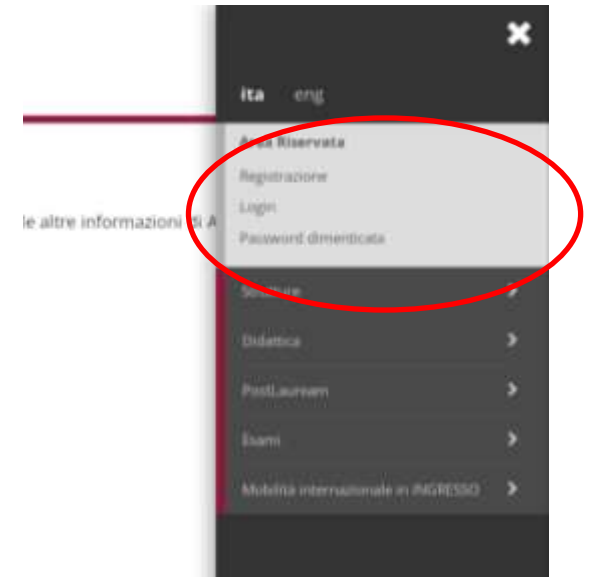 ita eng
Area Riservata
Registrazione
Login
le altre informazioni di A
Password dimenticata
Strutture
Didattica
PostLauream
Esami
Mobilità internazionale in INGRESSO